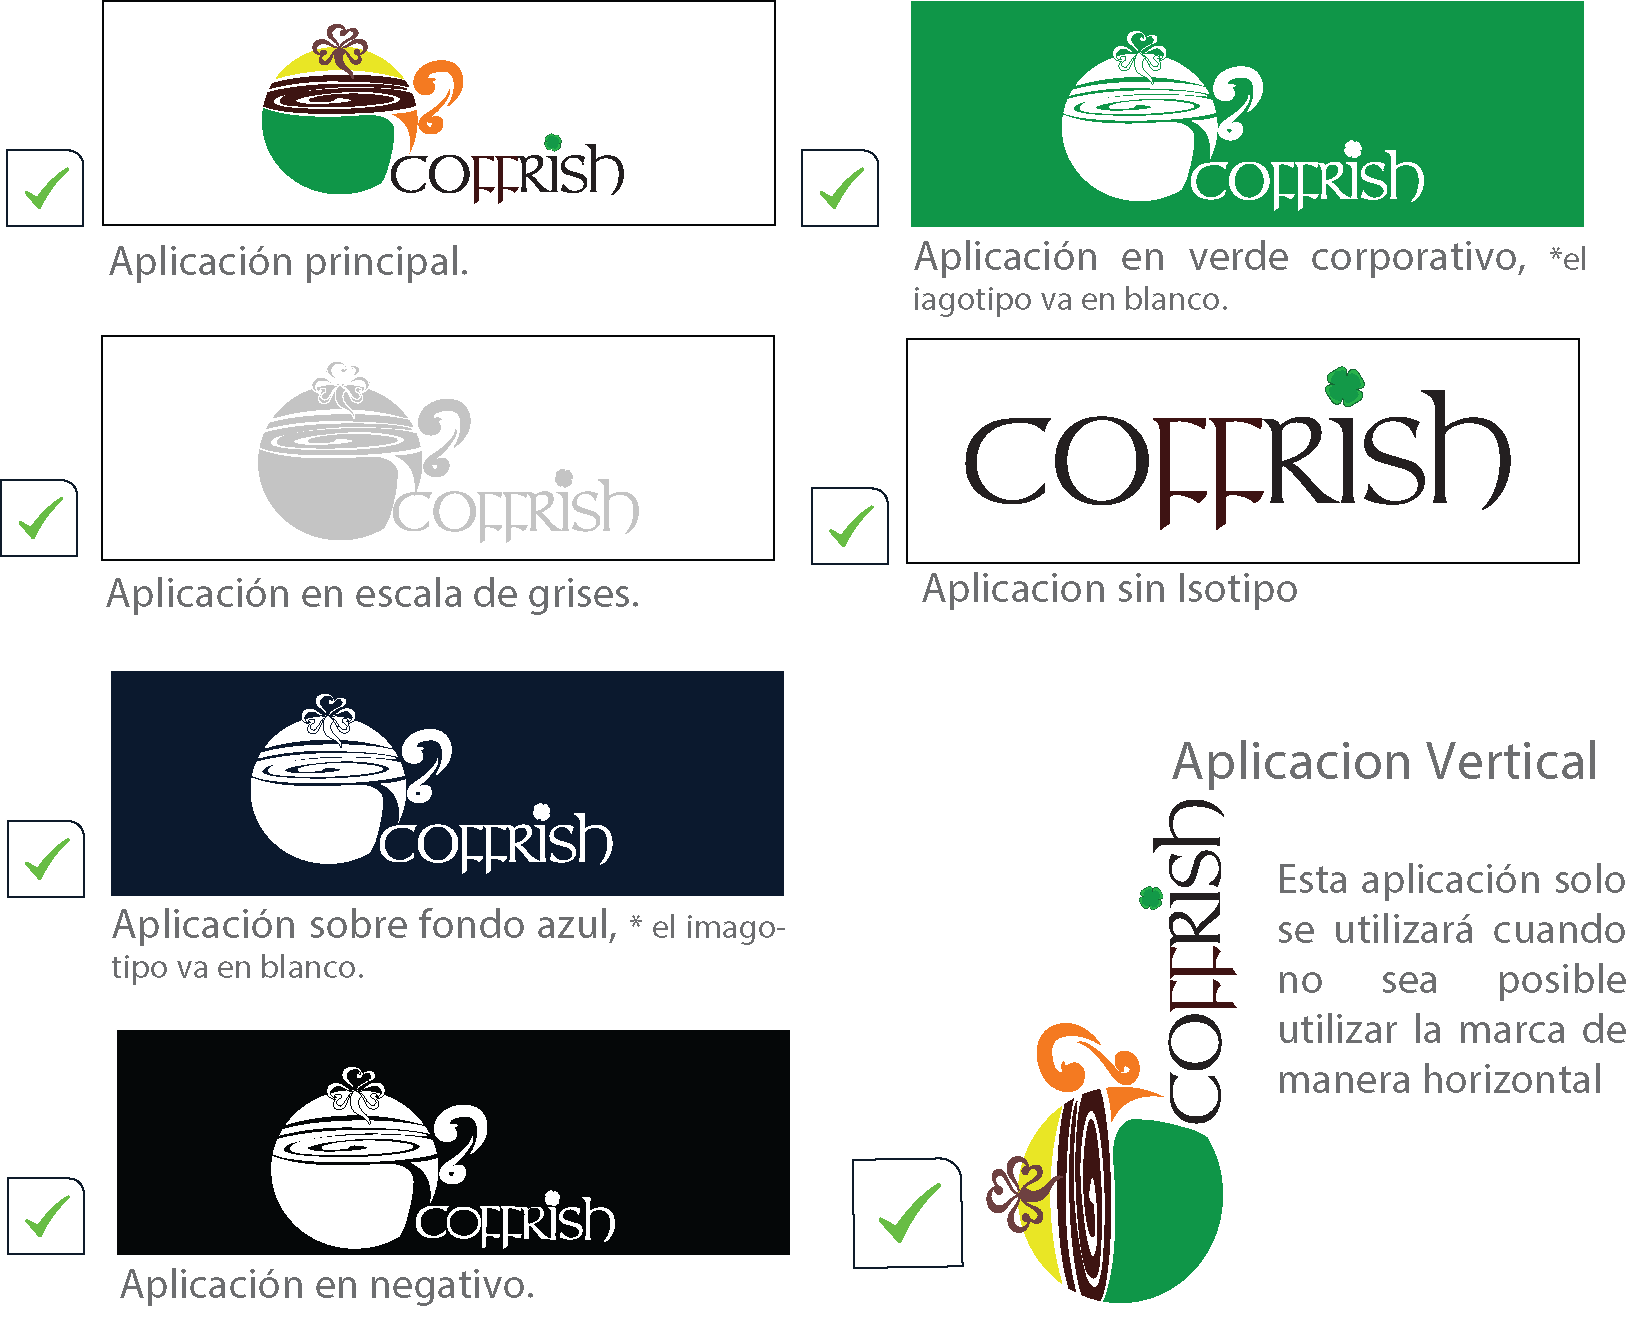 COFFRISH
Aplicación principal.
COFFRISH
Aplicación en verde corporativo, *el
iagotipo va en blanco.
COFFRISH
Aplicación en escala de grises.
COFFRISH
Aplicacion sin Isotipo
COFFRISH
Aplicación sobre fondo azul, * el imago-
tipo va en blanco.
COFFRISH
Aplicación en negativo.
Aplicacion Vertical
COFFRISH
Esta aplicación solo
se utilizará cuando
no sea posible
utilizar la marca de
manera horizontal